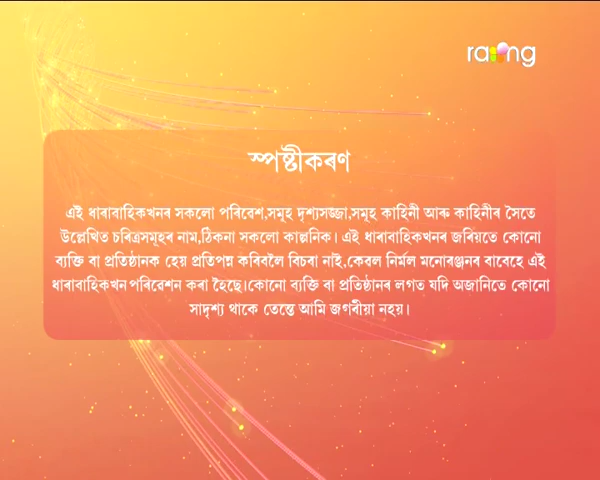 rang
স্পষ্টীকৰণ
এই ধাৰাবাহিকখনৰ সকলো পৰিৱেশ,সমূহ দৃশ্যসজ্জা,সমূহ কাহিনী আৰু কাহিনীৰ সৈতে
উল্লেখিত চৰিত্ৰসমূহৰ নাম,ঠিকনা সকলো কাল্পনিক। এই ধাৰাবাহিকখনৰ জৰিয়তে কোনো
ব্যক্তি বা প্ৰতিষ্ঠানক হেয় প্ৰতিপন্ন কৰিবলৈ বিচৰা নাই,কেৱল নিৰ্মল মনোৰঞ্জনৰ বাবেহে এই
ধাৰাবাহিকখন পৰিৱেশন কৰা হৈছে।কোনো ব্যক্তি বা প্ৰতিষ্ঠানৰ লগত যদি অজানিতে কোনো
সাদৃশ্য থাকে তেন্তে আমি জগৰীয়া নহয়।